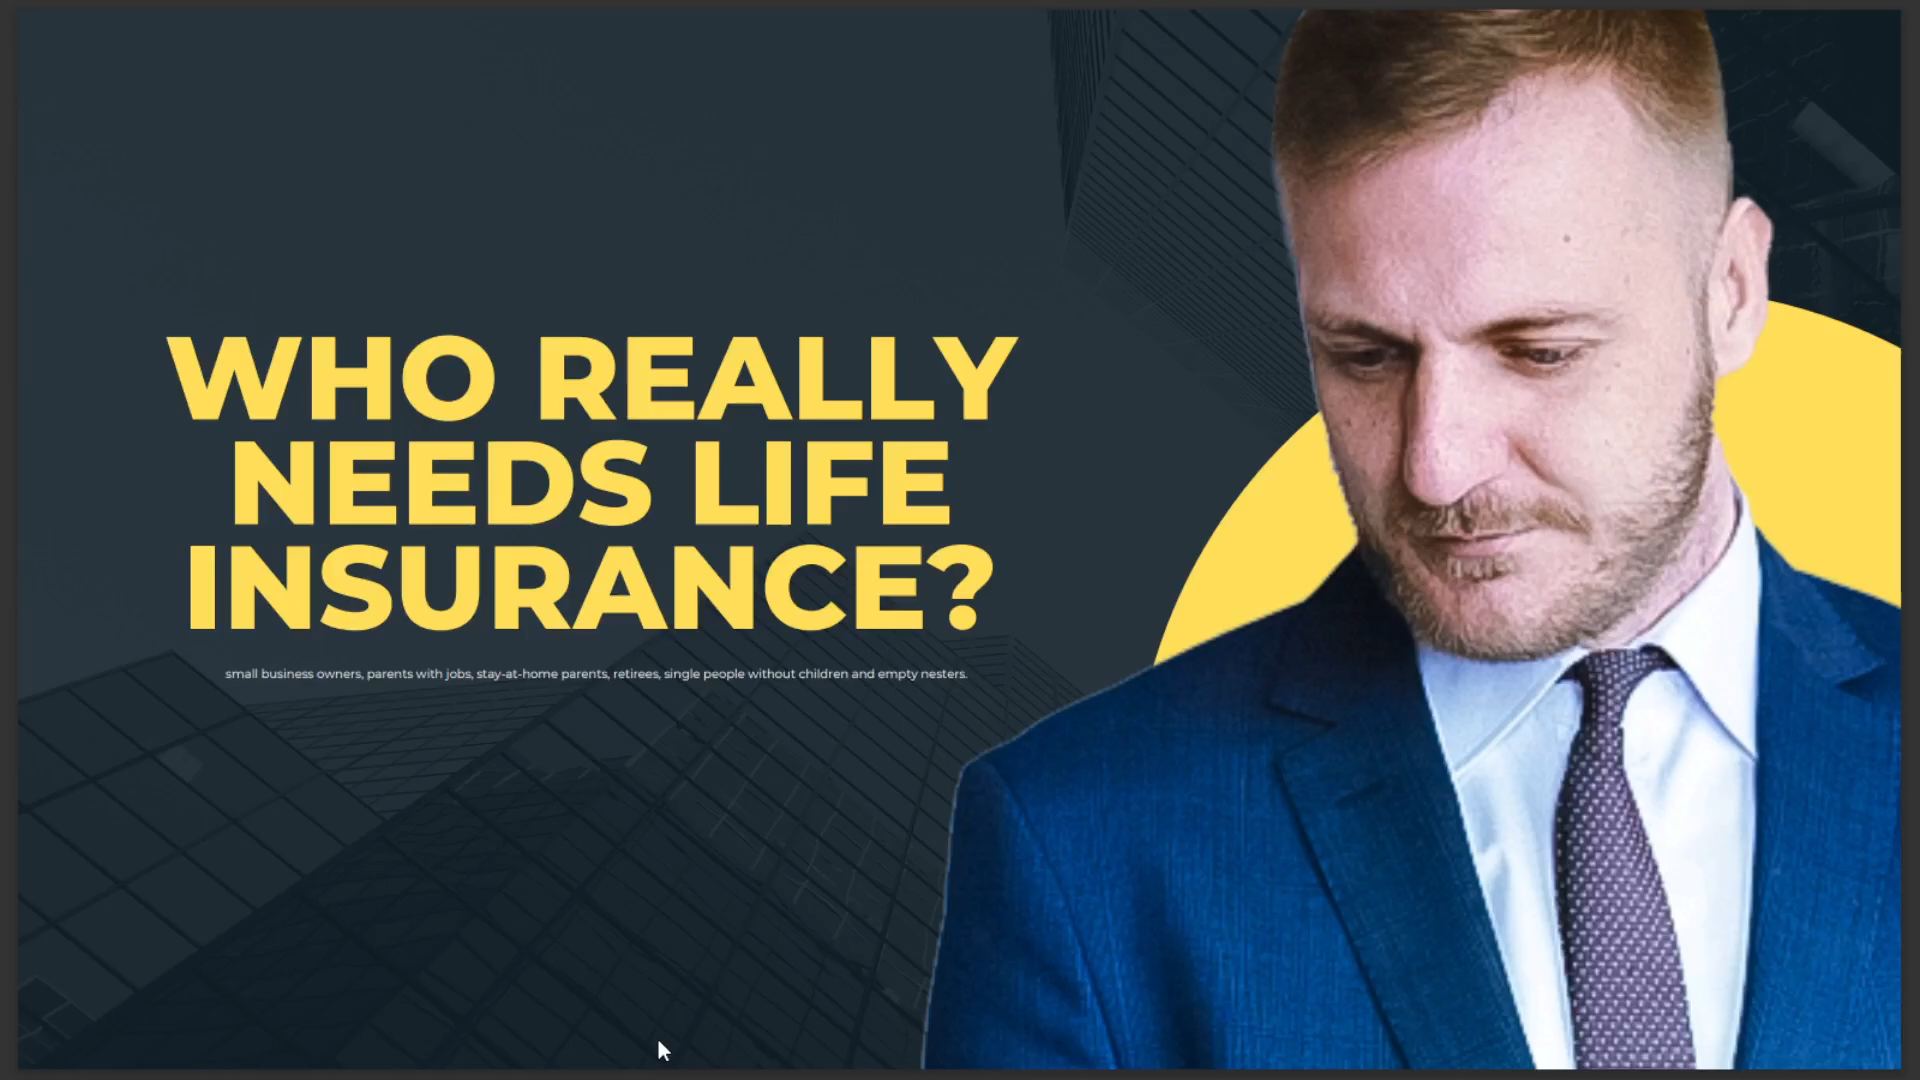 WHO REALLY
NEEDS LIFE
INSURANCE?
small business owners, parents with jobs, stay-at-home parents, retirees, single people without children and empty nesters.